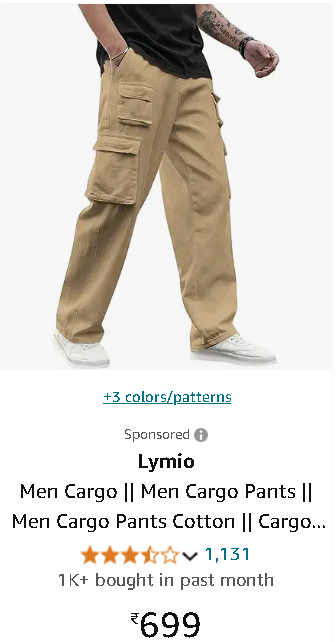 +3 colors/patterns
Sponsored
Lymio
Men Cargo || Men Cargo Pants ||
Men Cargo Pants Cotton || Cargo...
1,131
1K+ bought in past month
₹699